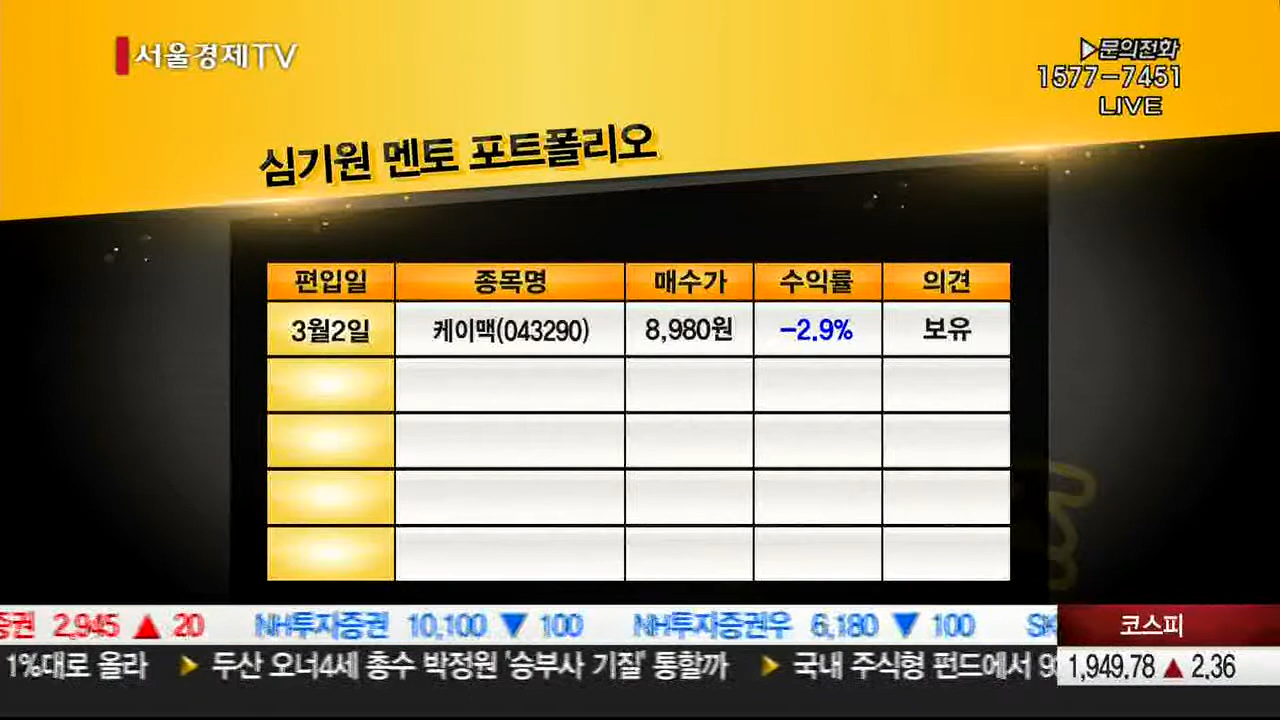 서울경제TV
▶문의전화
1577-7451
LIVE
심기원 멘토 포트폴리오
편입일 종목명 매수가 수익률 의견
3월2일 케이맥(043290) 8,980원 -2.9% 보유
증권 2,945 ▲ 20 NH투자증권 10,100 ▼ 100 NH투자증권우 6,180 ▼ 100 SK
코스피
1%대로 올라 ▶ 두산 오너4세 총수 박정원 '승부사 기질' 통할까 ▶ 국내 주식형 펀드에서
1,949.78 ▲ 2.36